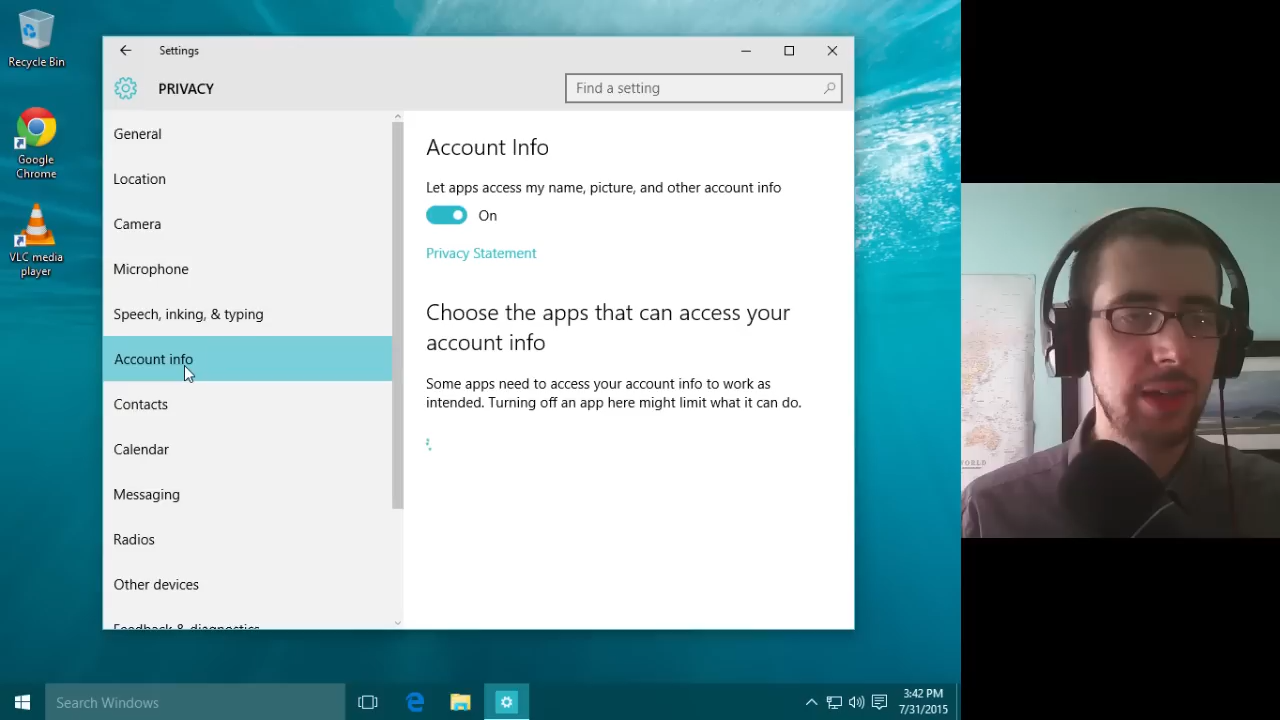 Recycle Bin
Google
Chrome
VLC media
player
Settings
PRIVACY
Find a setting
General
Location
Camera
Microphone
Speech, inking, & typing
Account info
Contacts
Calendar
Messaging
Radios
Other devices
Feedback & diagnostics
Account Info
Let apps access my name, picture, and other account info
On
Privacy Statement
Choose the apps that can access your
account info
Some apps need to access your account info to work as
intended. Turning off an app here might limit what it can do.
Search Windows
3:42 PM
7/31/2015